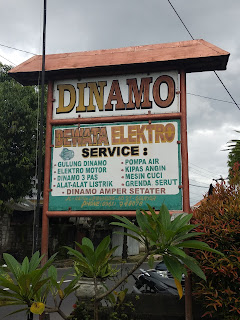 DINAMO
DEWATA ELEKTRO
SERVICE :
GULUNG DINAMO
ELEKTRO MOTOR
DINAMO 3 PAS
ALAT-ALAT LISTRIK
POMPA AIR
KIPAS ANGIN
MESIN CUCI
GRENDA SERUT
DINAMO AMPER SETATER